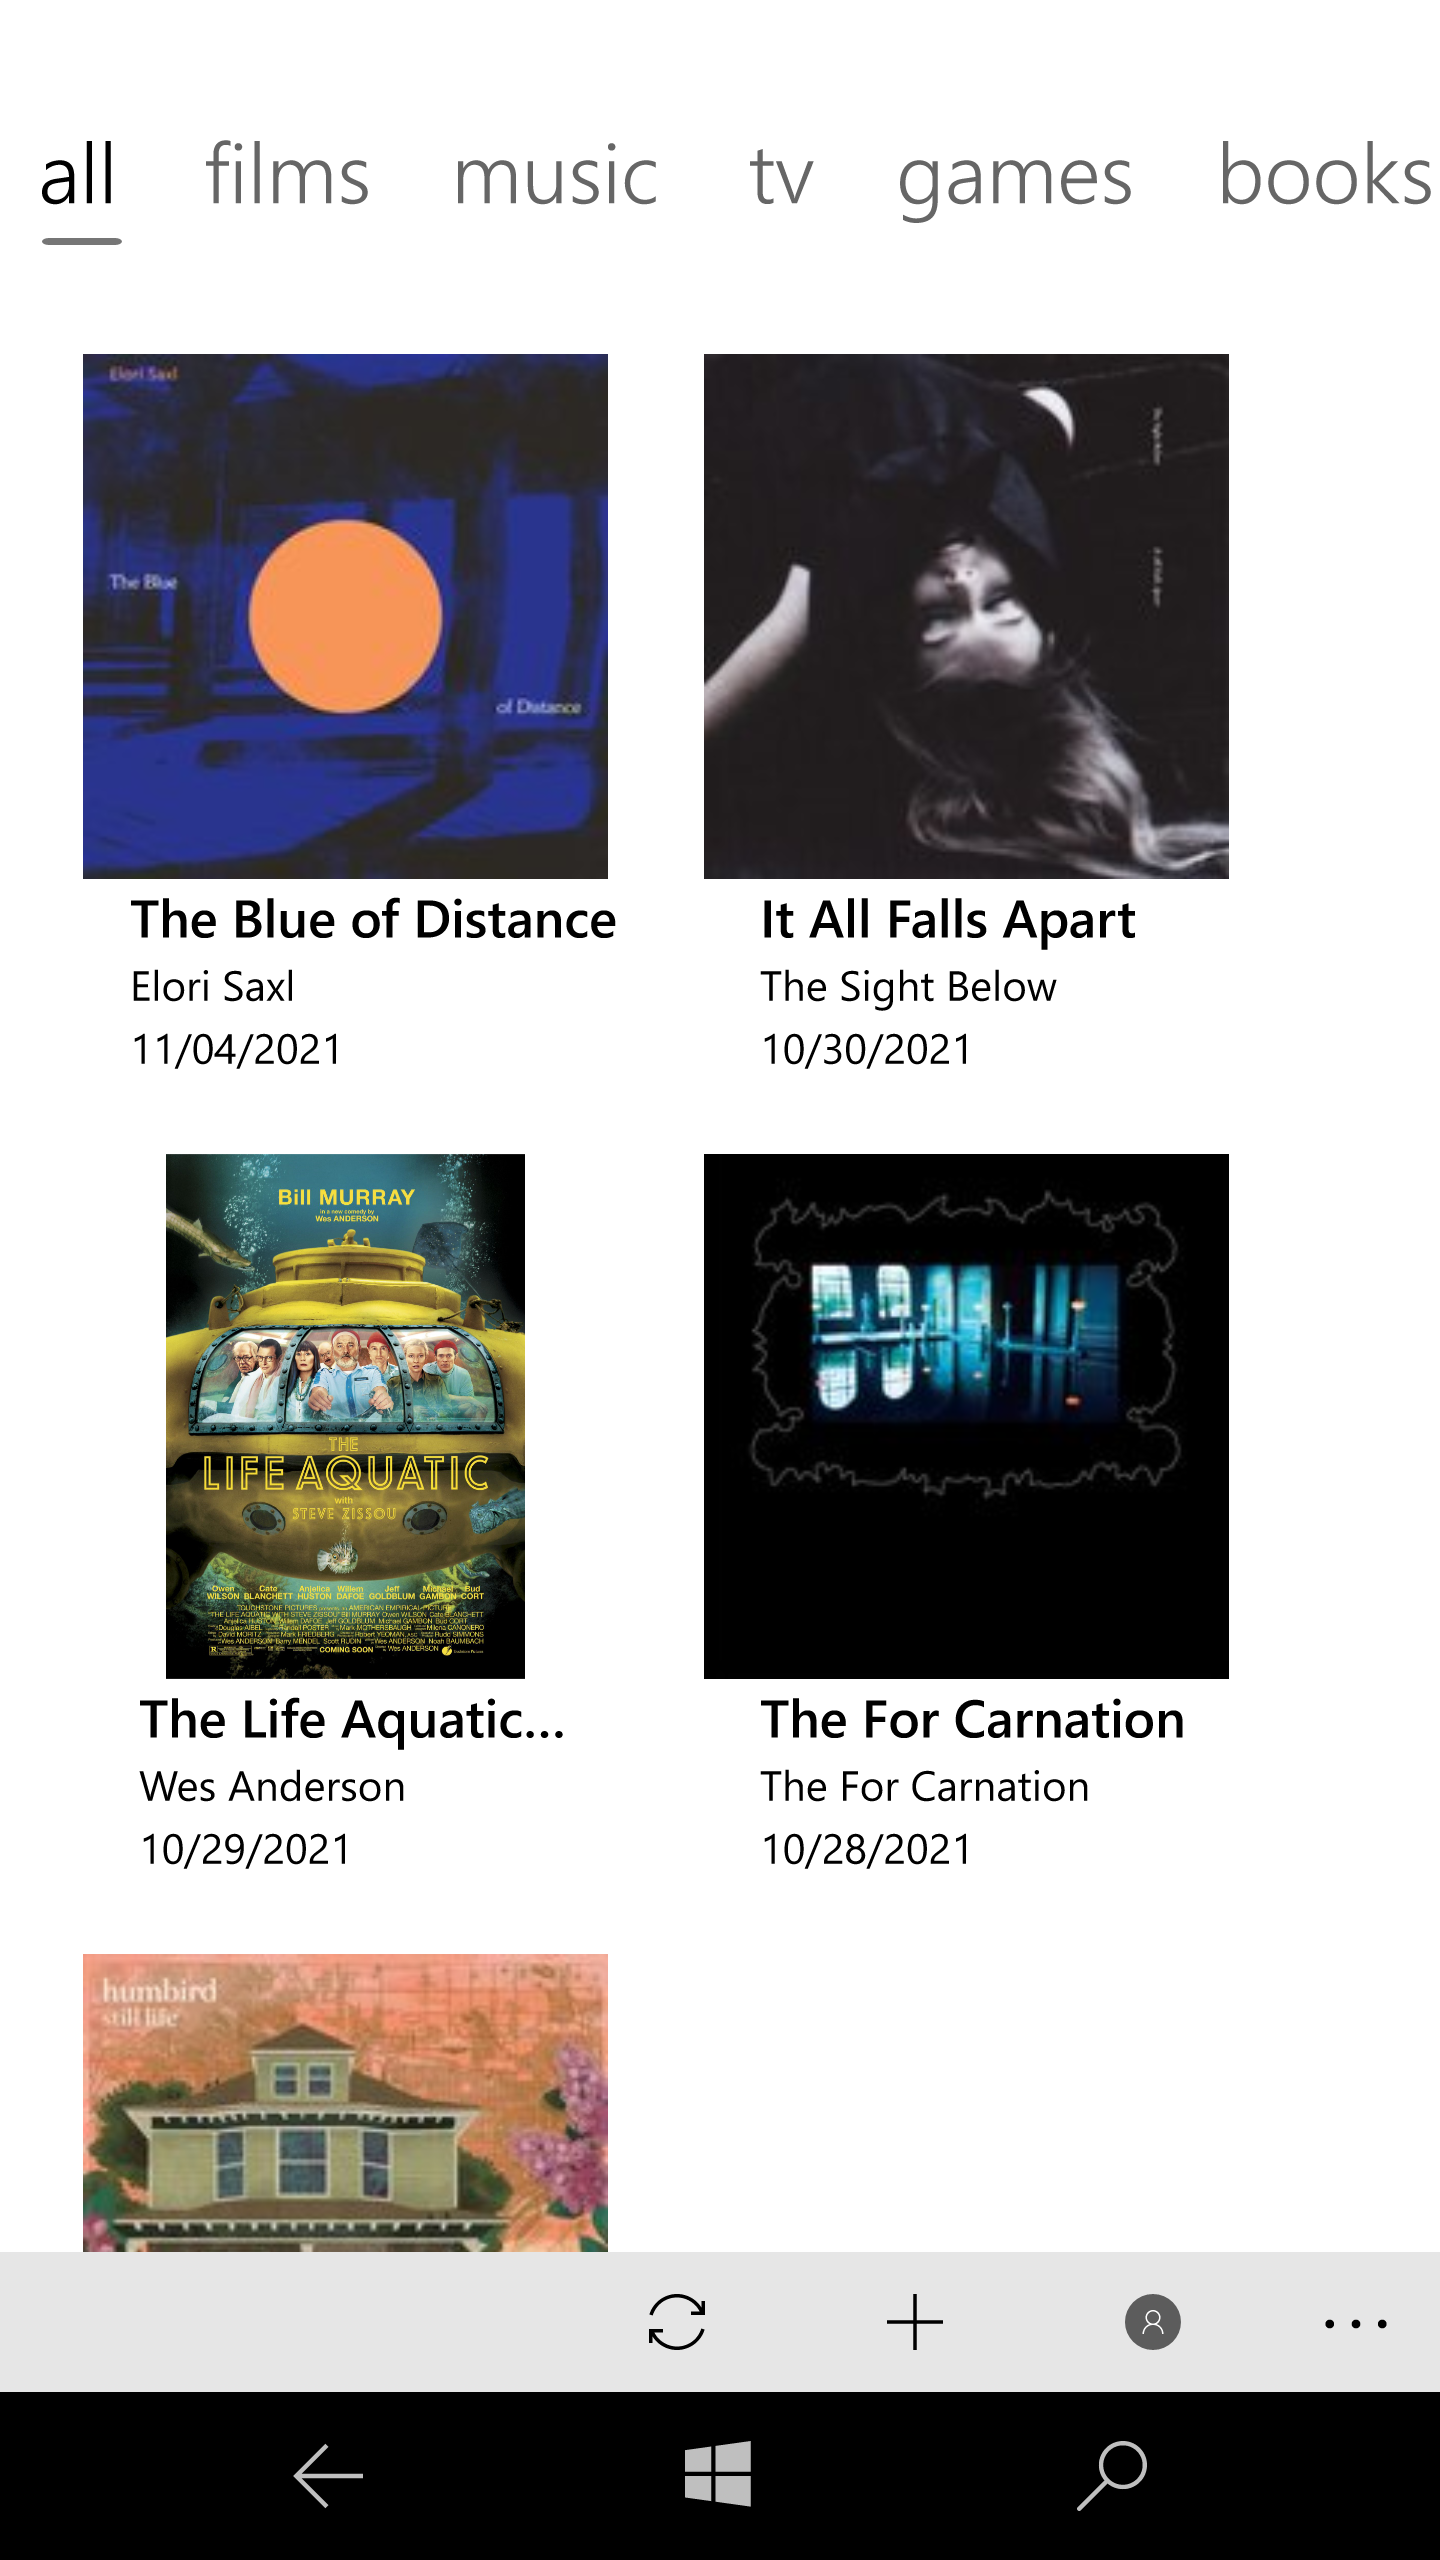 all films music tv games books
Elori Saxl
The Blue
of Distance
The Blue of Distance
Elori Saxl
11/04/2021
It All Falls Apart
The Sight Below
10/30/2021
Bill MURRAY
in a new comedy by
Wes ANDERSON
THE
LIFE AQUATIC
with
STEVE ZISSOU
Owen Cate Anjelica Willem Jeff Michael Bud
WILSON BLANCHETT HUSTON DAFOE GOLDBLUM GAMBON CORT
COMING SOON
The Life Aquatic...
Wes Anderson
10/29/2021
The For Carnation
The For Carnation
10/28/2021
humbird
still life